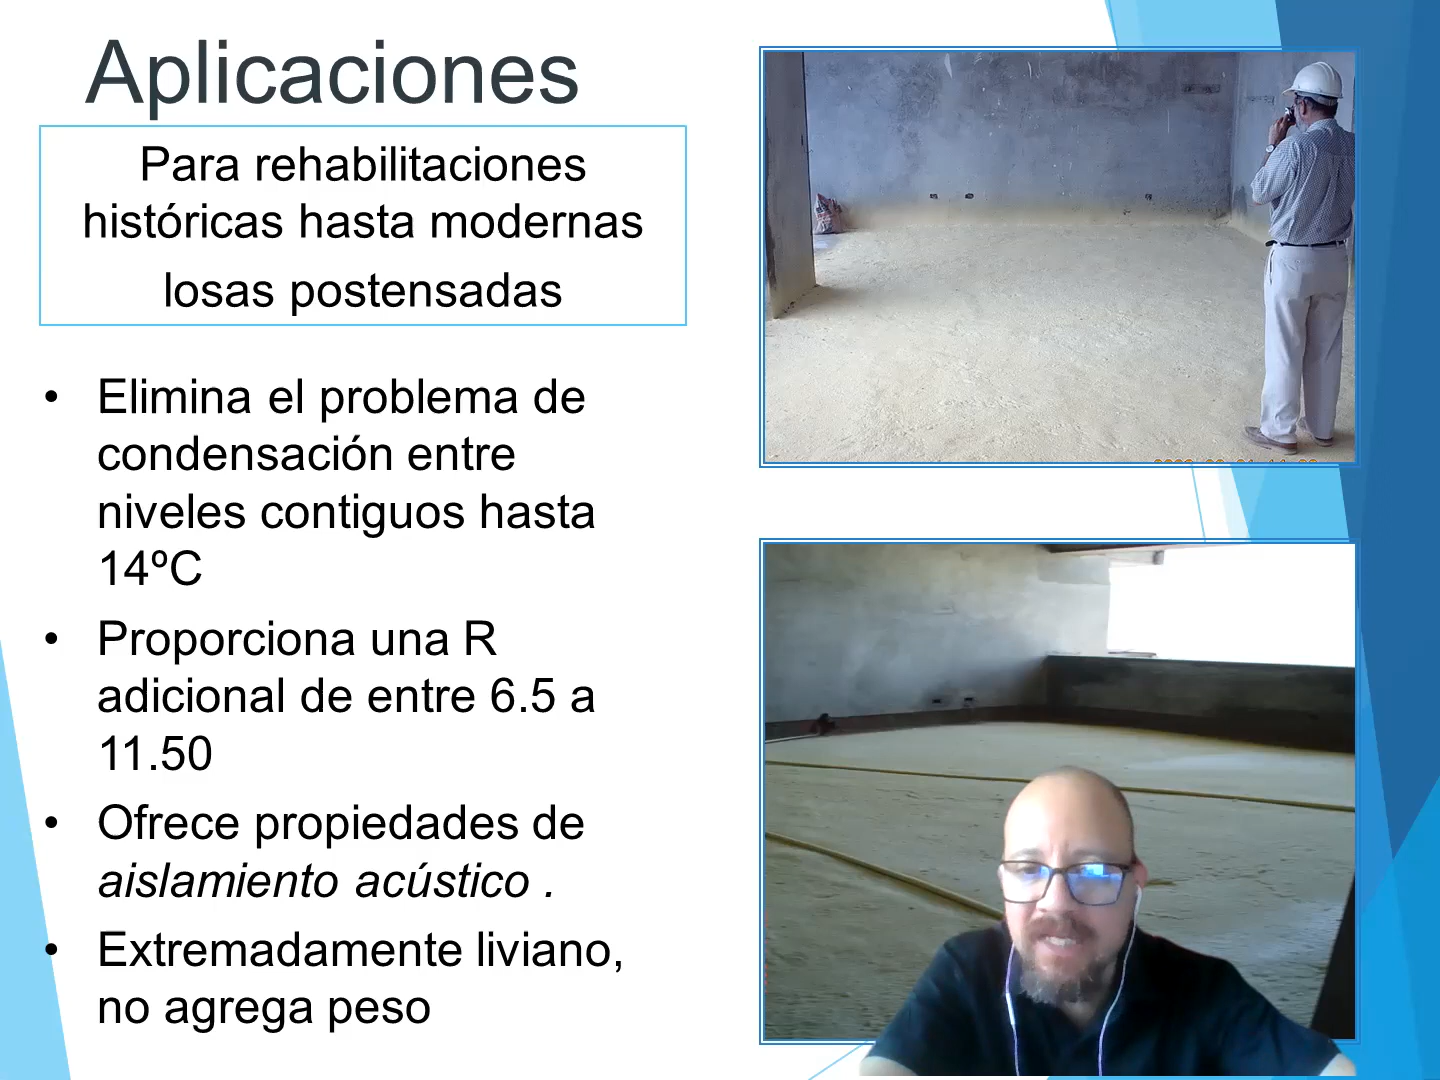 Aplicaciones
Para rehabilitaciones
históricas hasta modernas
losas postensadas
• Elimina el problema de
condensación entre
niveles contiguos hasta
14ºC
• Proporciona una R
adicional de entre 6.5 a
11.50
• Ofrece propiedades de
aislamiento acústico .
• Extremadamente liviano,
no agrega peso